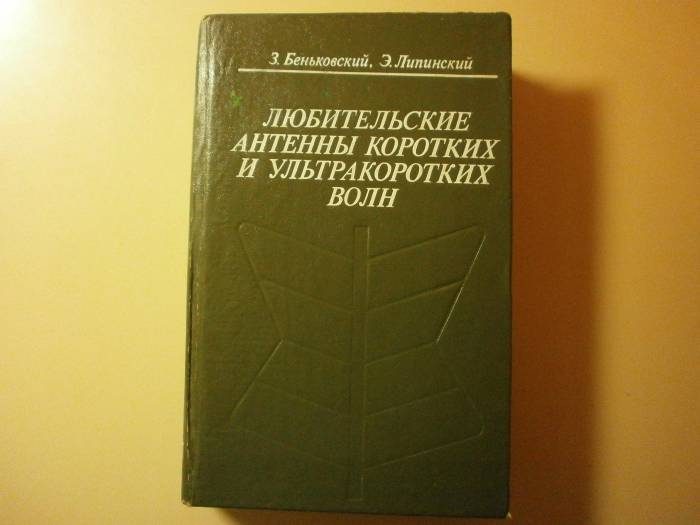 З. Беньковский, Э. Липинский
ЛЮБИТЕЛЬСКИЕ
АНТЕННЫ КОРОТКИХ
И УЛЬТРАКОРОТКИХ
ВОЛН